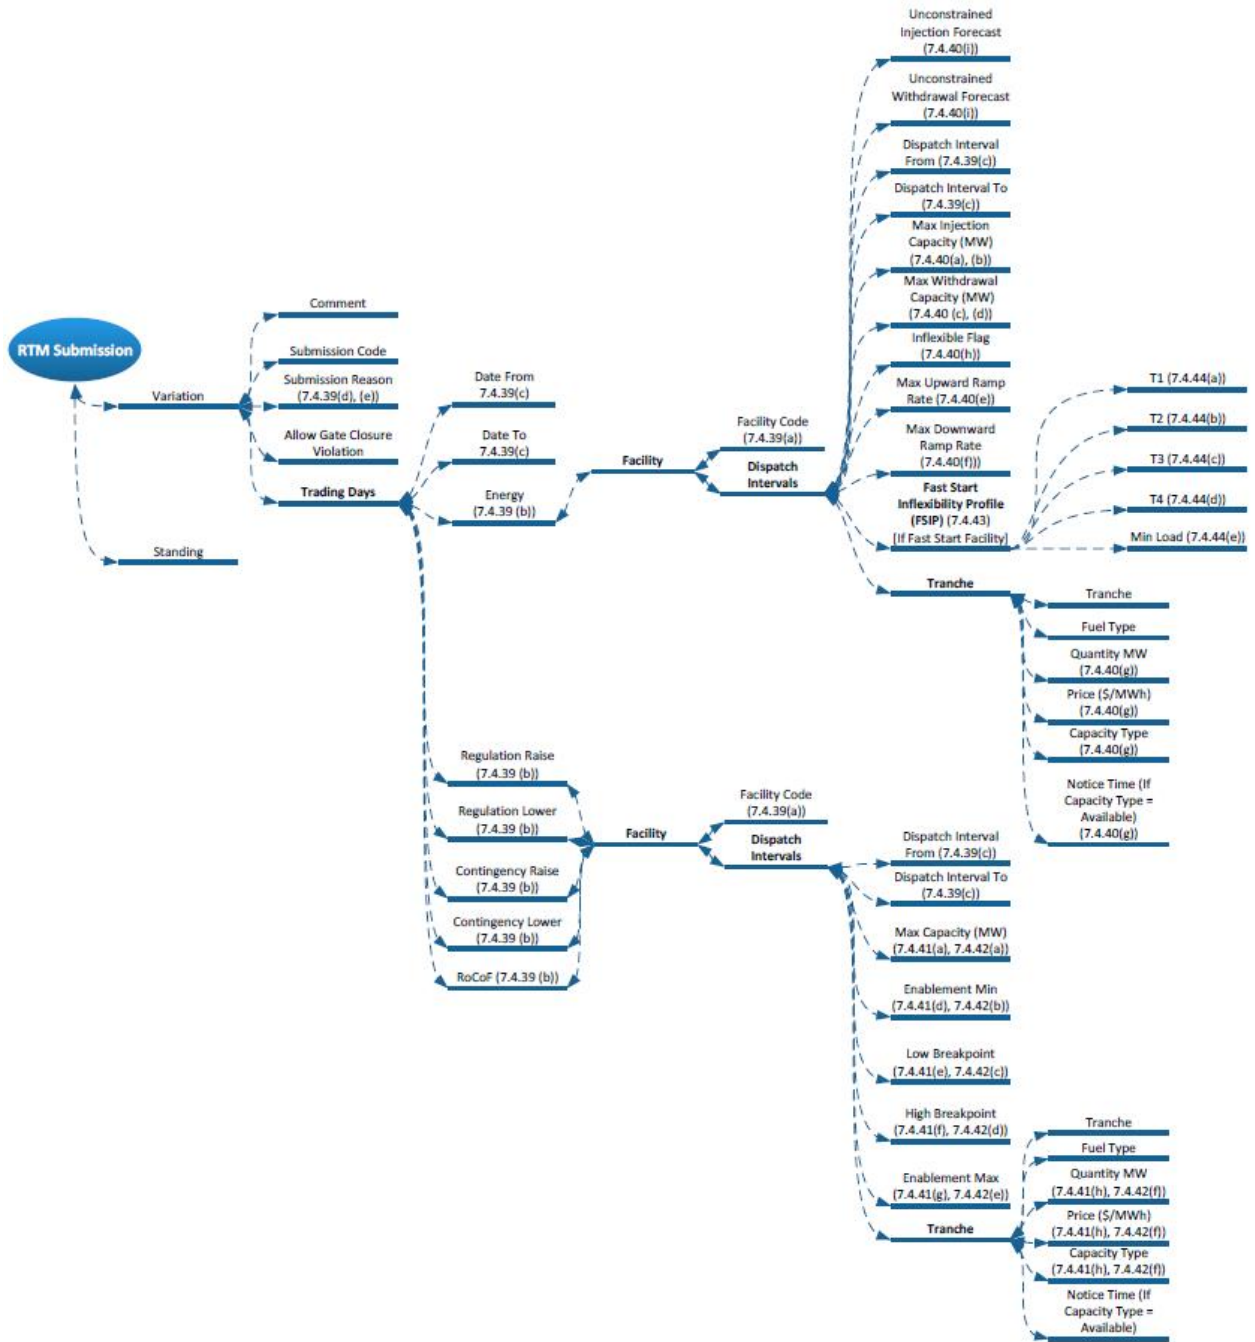 RTM Submission
Variation
Standing
Comment
Submission Code
Submission Reason
(7.4.39(d), (e))
Allow Gate Closure
Violation
Trading Days
Date From
7.4.39(c)
Date To
7.4.39(c)
Energy
(7.4.39 (b))
Facility
Facility Code
(7.4.39(a))
Dispatch
Intervals
Unconstrained
Injection Forecast
(7.4.40(i))
Unconstrained
Withdrawal Forecast
(7.4.40(i))
Dispatch Interval
From (7.4.39(c))
Dispatch Interval To
(7.4.39(c))
Max Injection
Capacity (MW)
(7.4.40(a), (b))
Max Withdrawal
Capacity (MW)
(7.4.40 (c), (d))
Inflexible Flag
(7.4.40(h))
Max Upward Ramp
Rate (7.4.40(e))
Max Downward
Ramp Rate
(7.4.40(f)))
Fast Start
Inflexibility Profile
(FSIP) (7.4.43)
[If Fast Start Facility]
T1 (7.4.44(a))
T2 (7.4.44(b))
T3 (7.4.44(c))
T4 (7.4.44(d))
Min Load (7.4.44(e))
Tranche
Tranche
Fuel Type
Quantity MW
(7.4.40(g))
Price ($/MWh)
(7.4.40(g))
Capacity Type
(7.4.40(g))
Notice Time (If
Capacity Type =
Available)
(7.4.40(g))
Regulation Raise
(7.4.39 (b))
Regulation Lower
(7.4.39 (b))
Contingency Raise
(7.4.39 (b))
Contingency Lower
(7.4.39 (b))
RoCoF (7.4.39 (b))
Facility
Facility Code
(7.4.39(a))
Dispatch
Intervals
Dispatch Interval
From (7.4.39(c))
Dispatch Interval To
(7.4.39(c))
Max Capacity (MW)
(7.4.41(a), 7.4.42(a))
Enablement Min
(7.4.41(d), 7.4.42(b))
Low Breakpoint
(7.4.41(e), 7.4.42(c))
High Breakpoint
(7.4.41(f), 7.4.42(d))
Enablement Max
(7.4.41(g), 7.4.42(e))
Tranche
Tranche
Fuel Type
Quantity MW
(7.4.41(h), 7.4.42(f))
Price ($/MWh)
(7.4.41(h), 7.4.42(f))
Capacity Type
(7.4.41(h), 7.4.42(f))
Notice Time (If
Capacity Type =
Available)